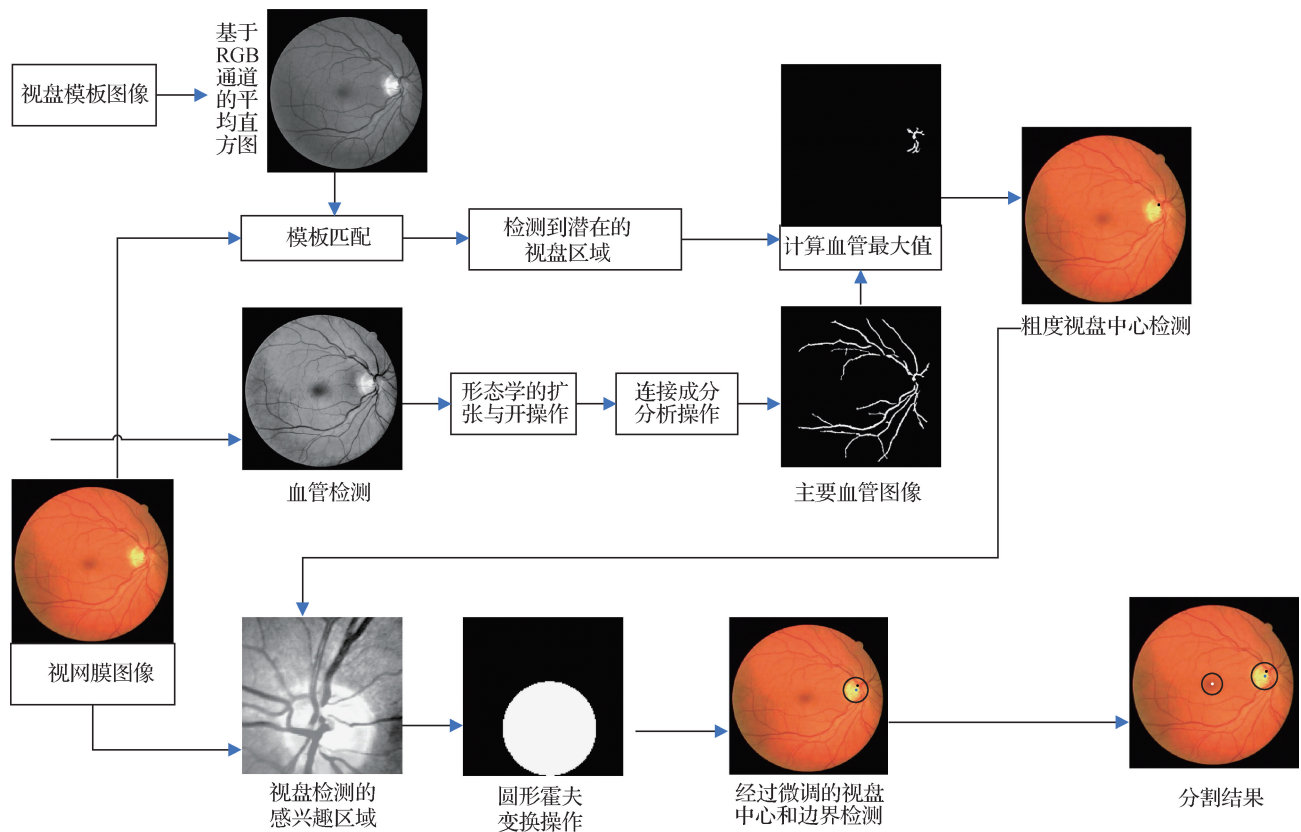 视盘模板图像
基于
RGB
通道
的平
均直
方图
模板匹配
检测到潜在的
视盘区域
计算血管最大值
粗度视盘中心检测
血管检测
形态学的扩
张与开操作
连接成分
分析操作
主要血管图像
视网膜图像
视盘检测的
感兴趣区域
圆形霍夫
变换操作
经过微调的视盘
中心和边界检测
分割结果